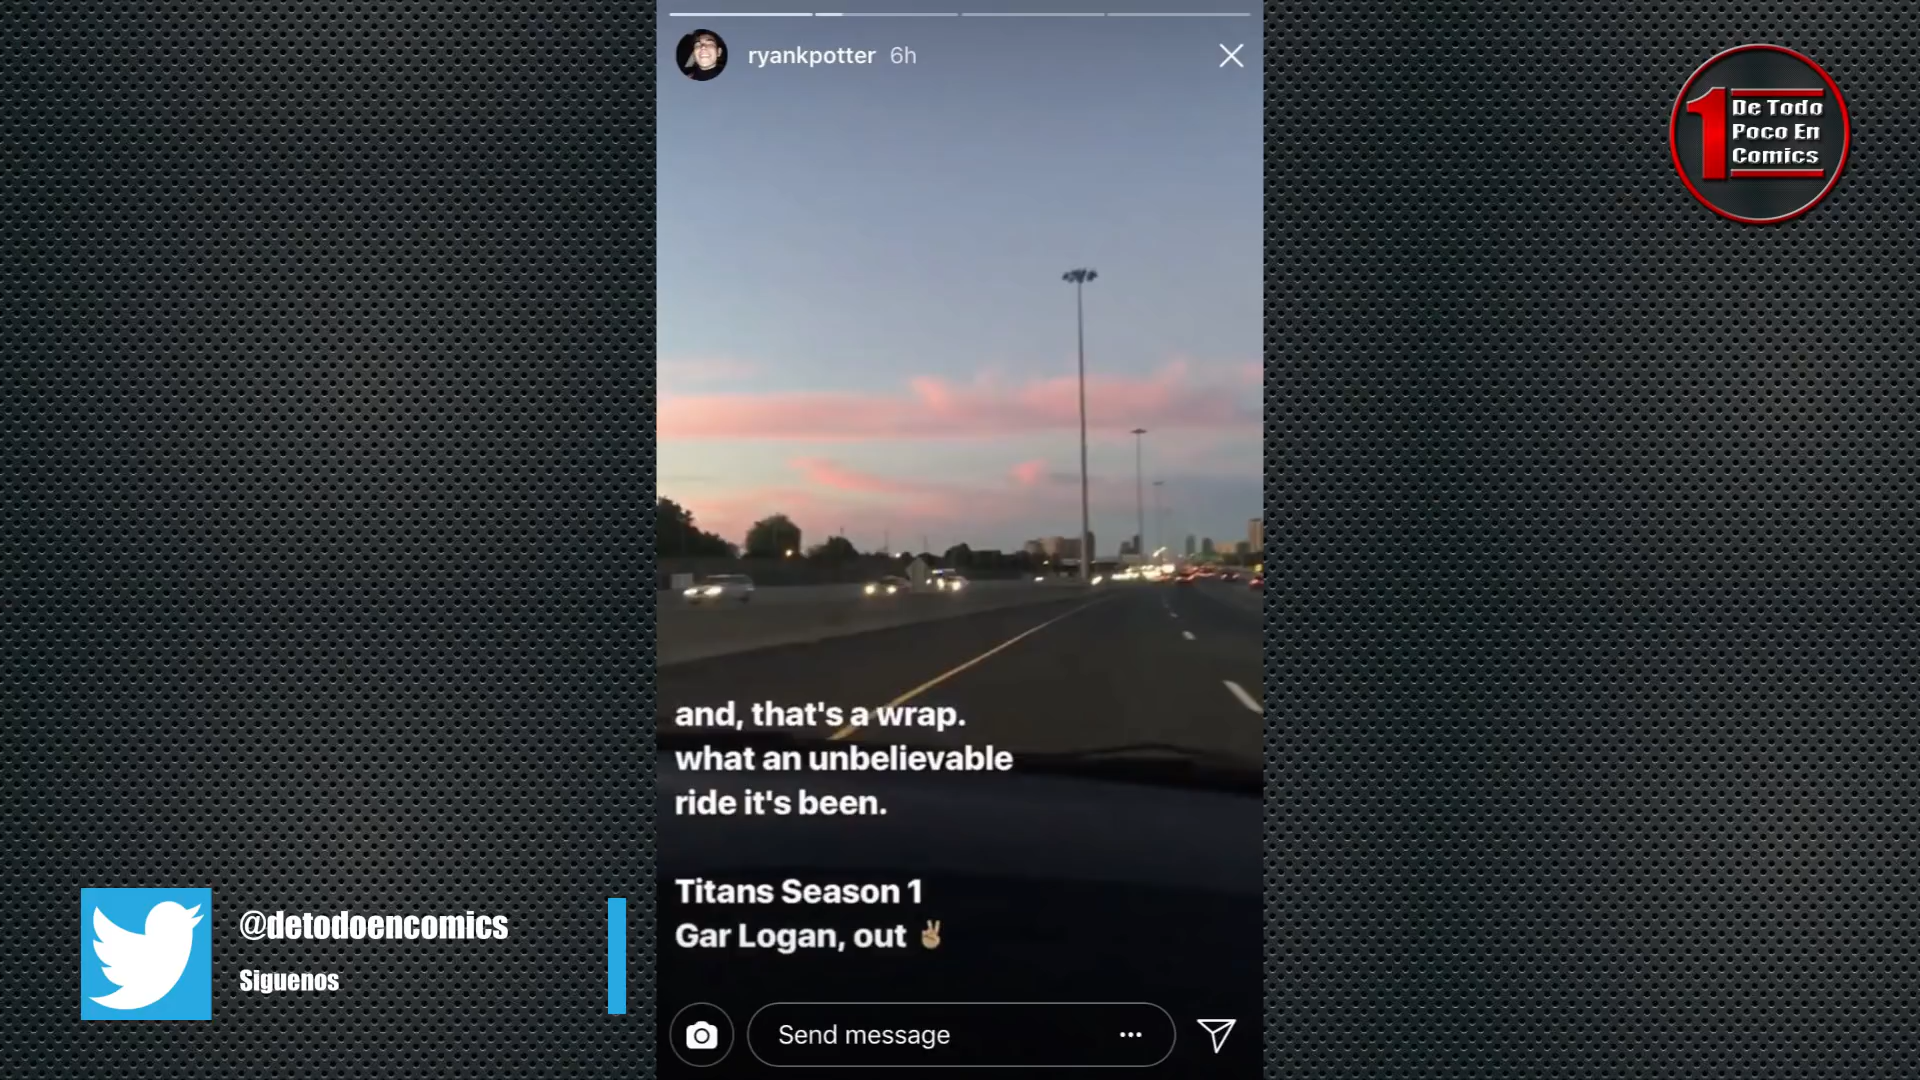 ryankpotter 6h
1 De Todo
Poco En
Comics
and, that's a wrap.
what an unbelievable
ride it's been.
Titans Season 1
Gar Logan, out ✌🏼
@detodoencomics
Siguenos
Send message